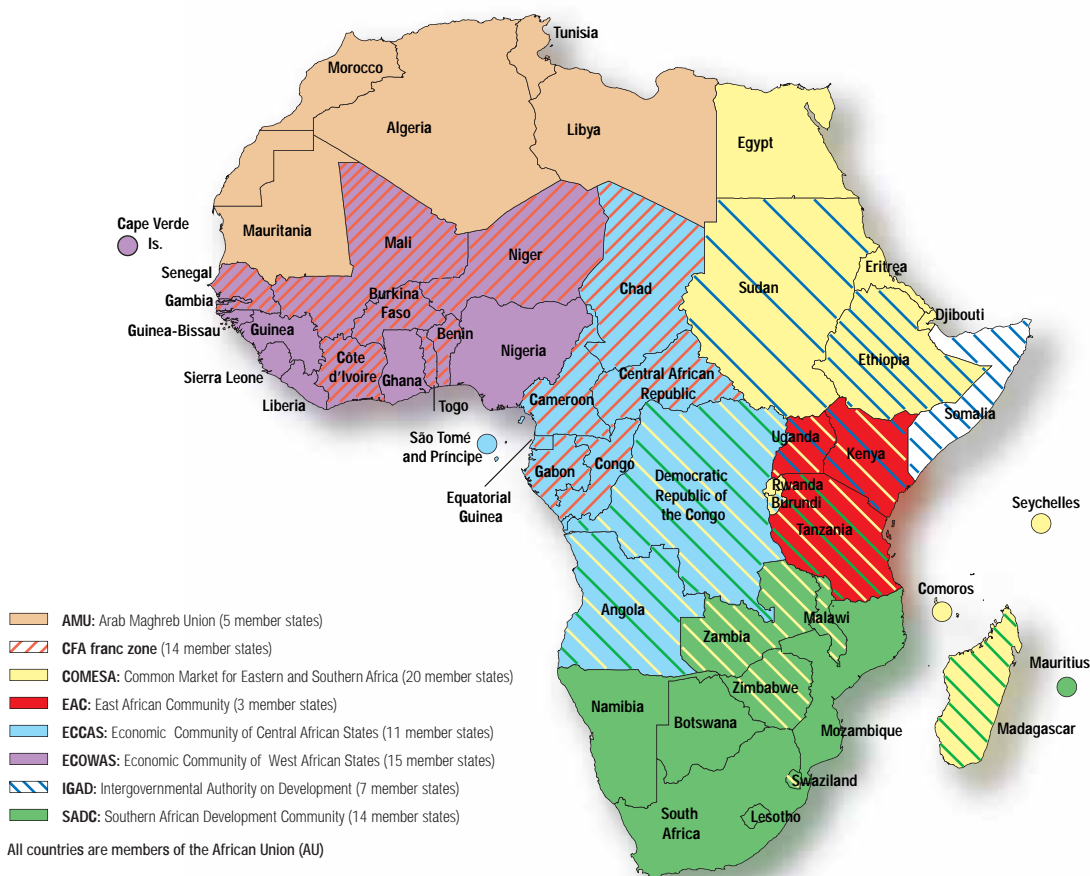 Tunisia
Morocco
Algeria
Libya
Egypt
Cape Verde
Is.
Mauritania
Mali
Niger
Chad
Sudan
Eritrea
Senegal
Gambia
Burkina
Faso
Djibouti
Guinea-Bissau
Guinea
Benin
Nigeria
Ethiopia
Côte
d'Ivoire
Ghana
Central African
Republic
Sierra Leone
Cameroon
Liberia
Togo
Somalia
São Tomé
and Príncipe
Uganda
Kenya
Gabon
Congo
Democratic
Republic of
the Congo
Rwanda
Burundi
Equatorial
Guinea
Seychelles
Tanzania
Comoros
Angola
Malawi
Zambia
Mauritius
Zimbabwe
Namibia
Botswana
Mozambique
Madagascar
Swaziland
South
Africa
Lesotho
AMU: Arab Maghreb Union (5 member states)
CFA franc zone (14 member states)
COMESA: Common Market for Eastern and Southern Africa (20 member states)
EAC: East African Community (3 member states)
ECCAS: Economic Community of Central African States (11 member states)
ECOWAS: Economic Community of West African States (15 member states)
IGAD: Intergovernmental Authority on Development (7 member states)
SADC: Southern African Development Community (14 member states)
All countries are members of the African Union (AU)